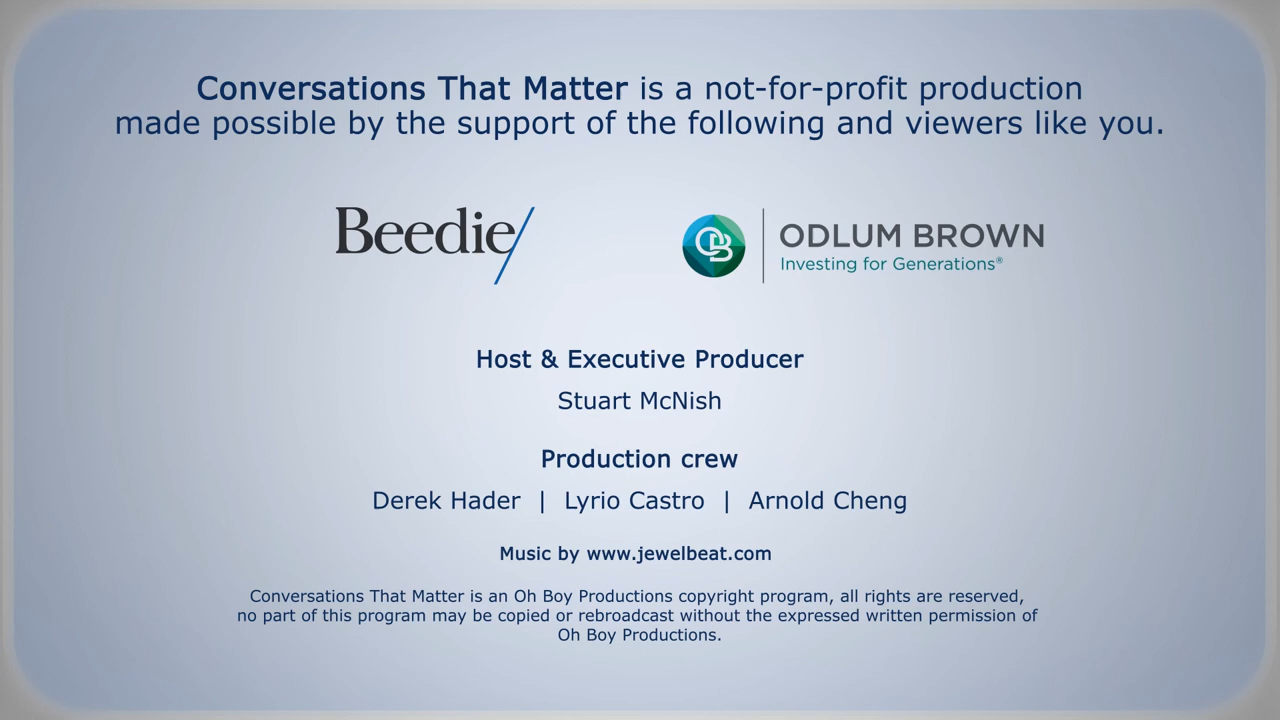 Conversations That Matter is a not-for-profit production
made possible by the support of the following and viewers like you.
Beedie/
OB
ODLUM BROWN
Investing for Generations®
Host & Executive Producer
Stuart McNish
Production crew
Derek Hader | Lyrio Castro | Arnold Cheng
Music by www.jewelbeat.com
Conversations That Matter is an Oh Boy Productions copyright program, all rights are reserved,
no part of this program may be copied or rebroadcast without the expressed written permission of
Oh Boy Productions.